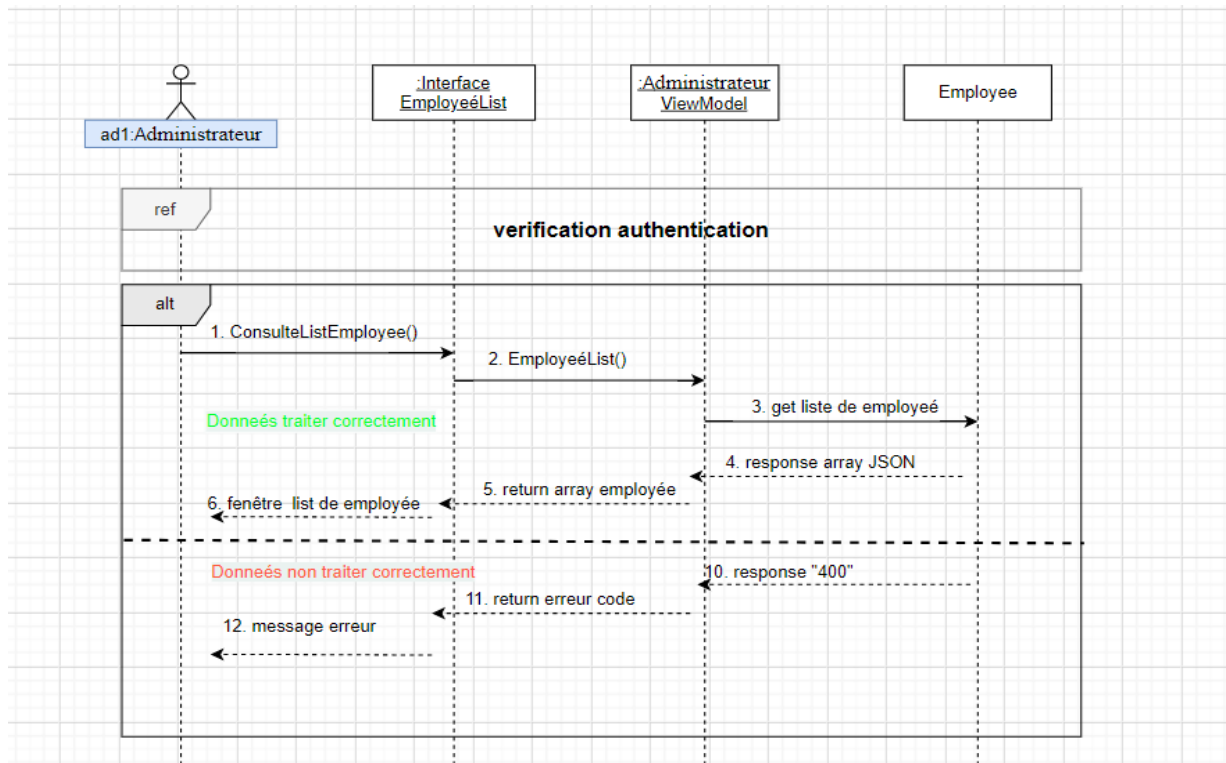 :Interface
EmployeéList
:Administrateur
ViewModel
Employee
ad1:Administrateur
ref
verification authentication
alt
1. ConsulteListEmployee()
2. EmployeéList()
3. get liste de employeé
Donneés traiter correctement
4. response array JSON
5. return array employée
6. fenêtre list de employée
Donneés non traiter correctement
10. response "400"
11. return erreur code
12. message erreur